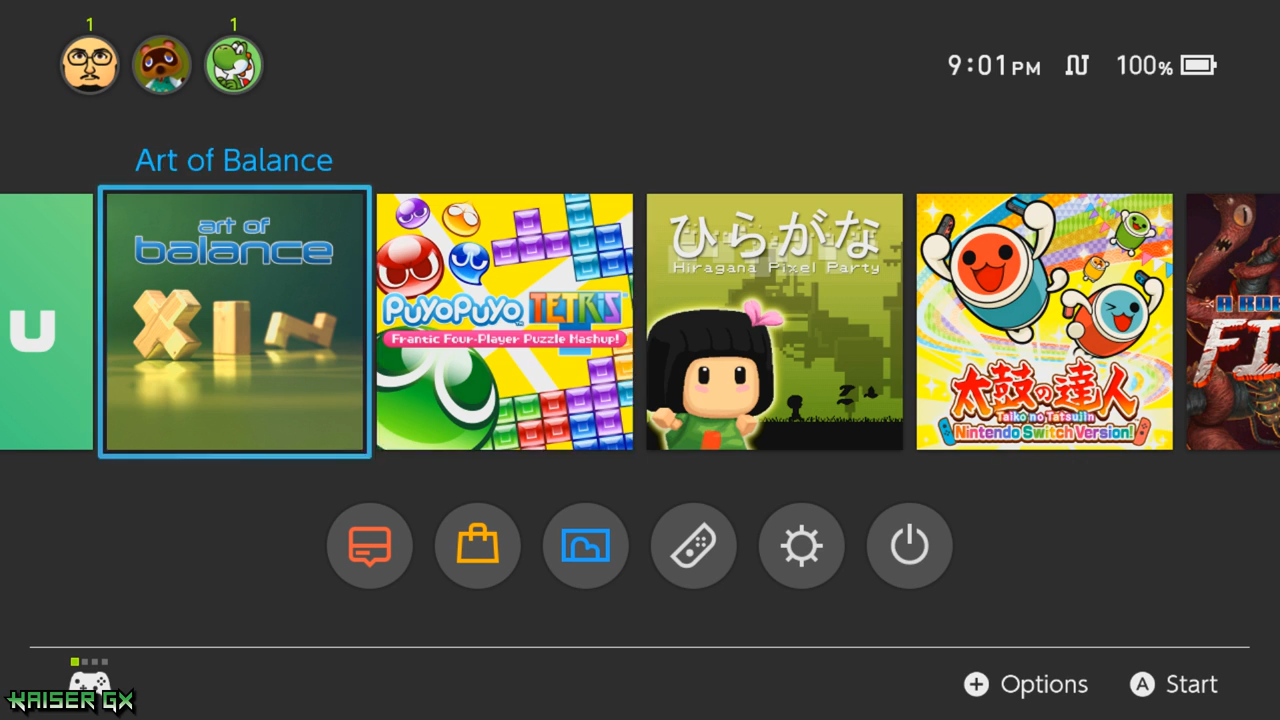 1
1
9:01PM
100%
Art of Balance
U
art of
balance
PuyoPuyo TETRIS
Frantic Four-Player Puzzle Mashup!
ひらがな
Hiragana Pixel Party
太鼓の達人
Taiko no Tatsujin
Nintendo Switch Version!
FI
Options
A Start
KAISER GX